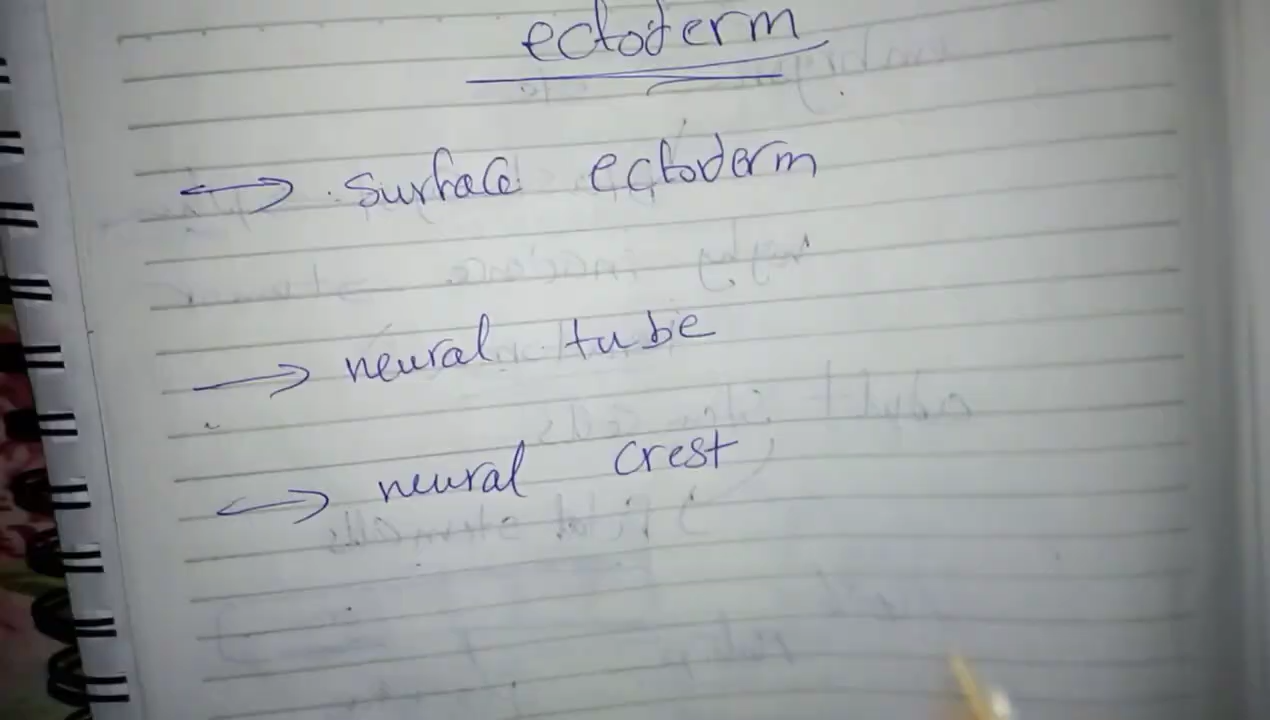 ectoderm
→ surface ectoderm
→ neural tube
→ neural crest